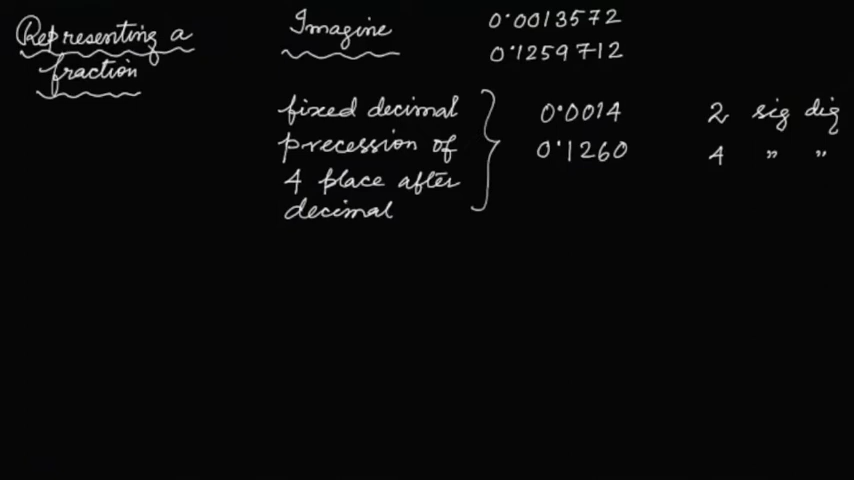 Representing a
fraction
Imagine
0.0013572
0.1259712
fixed decimal
precession of
4 place after
decimal
0.0014 2 sig dig
0.1260 4 " "